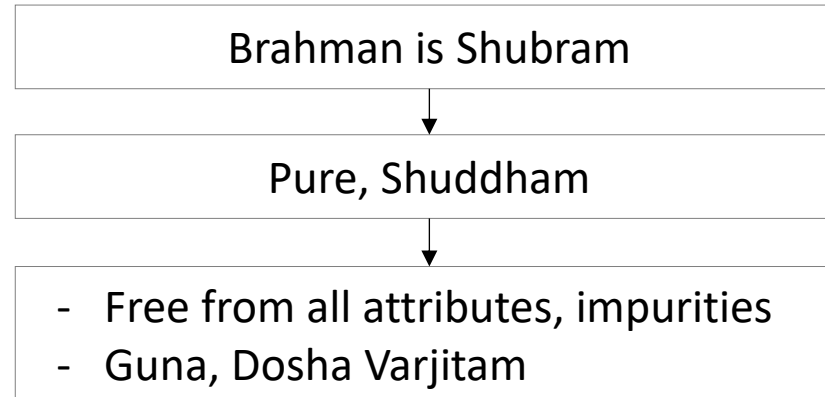 Brahman is Shubram
Pure, Shuddham
- Free from all attributes, impurities
- Guna, Dosha Varjitam